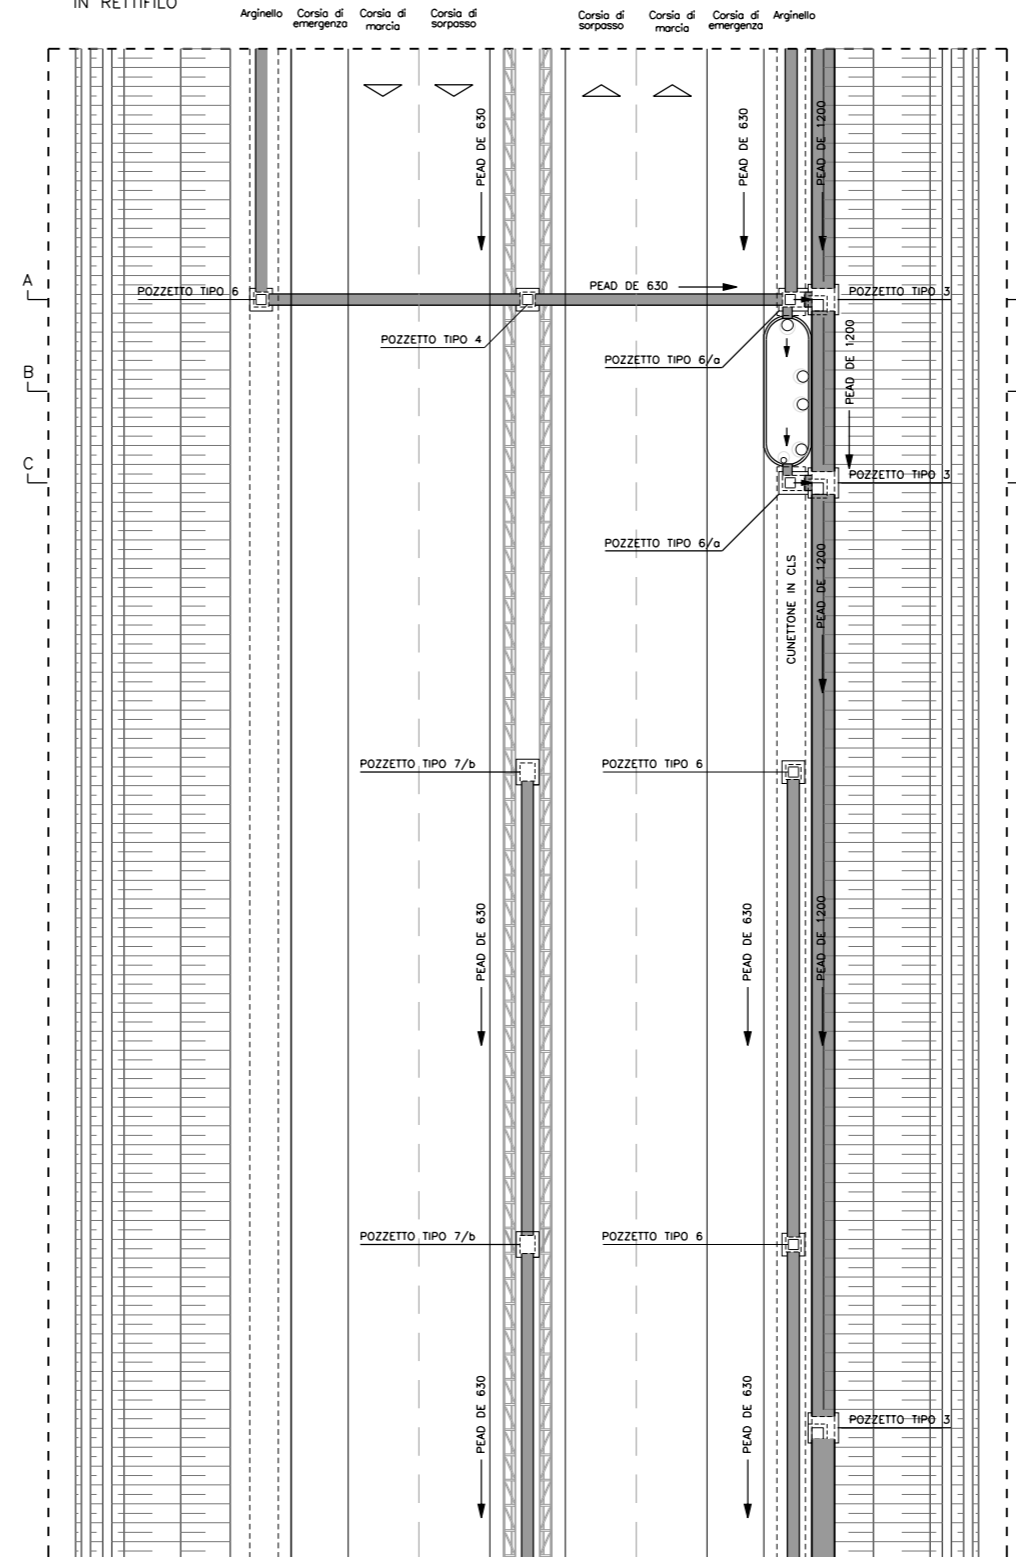 IN RETTIFILO
Arginello
Corsia di
emergenza
Corsia di
marcia
Corsia di
sorpasso
Corsia di
sorpasso
Corsia di
marcia
Corsia di
emergenza
Arginello
PEAD DE 630
PEAD DE 630
PEAD DE 1200
A
POZZETTO TIPO 6
PEAD DE 630
POZZETTO TIPO 3
POZZETTO TIPO 4
POZZETTO TIPO 6/a
PEAD DE 1200
B
C
POZZETTO TIPO 3
POZZETTO TIPO 6/a
CUNETTONE IN CLS
PEAD DE 1200
POZZETTO TIPO 7/b
POZZETTO TIPO 6
PEAD DE 630
PEAD DE 630
PEAD DE 1200
POZZETTO TIPO 7/b
POZZETTO TIPO 6
PEAD DE 630
PEAD DE 630
POZZETTO TIPO 3